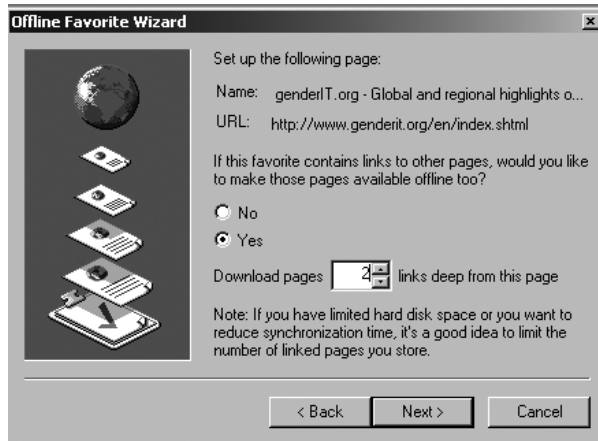 Offline Favorite Wizard
Set up the following page:
Name: genderIT.org - Global and regional highlights o...
URL: http://www.genderit.org/en/index.shtml
If this favorite contains links to other pages, would you like
to make those pages available offline too?
No
Yes
Download pages 2 links deep from this page
Note: If you have limited hard disk space or you want to
reduce synchronization time, it's a good idea to limit the
number of linked pages you store.
< Back Next > Cancel